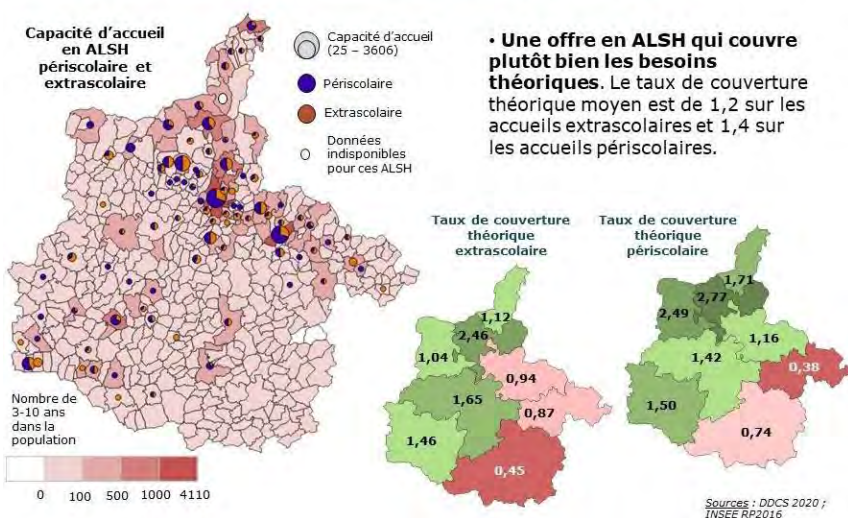 Capacité d'accueil
en ALSH
périscolaire et
extrascolaire
Capacité d'accueil
(25 – 3606)
Périscolaire
Extrascolaire
Données
indisponibles
pour ces ALSH
• Une offre en ALSH qui couvre
plutôt bien les besoins
théoriques. Le taux de couverture
théorique moyen est de 1,2 sur les
accueils extrascolaires et 1,4 sur
les accueils périscolaires.
Nombre de
3-10 ans
dans la
population
0 100 500 1000 4110
Taux de couverture
théorique
extrascolaire
1,12
2,46
1,04
0,94
1,65
0,87
1,46
0,45
Taux de couverture
théorique
périscolaire
1,71
2,77
2,49
1,16
1,42
0,38
1,50
0,74
Sources : DDCS 2020 ;
INSEE RP2016